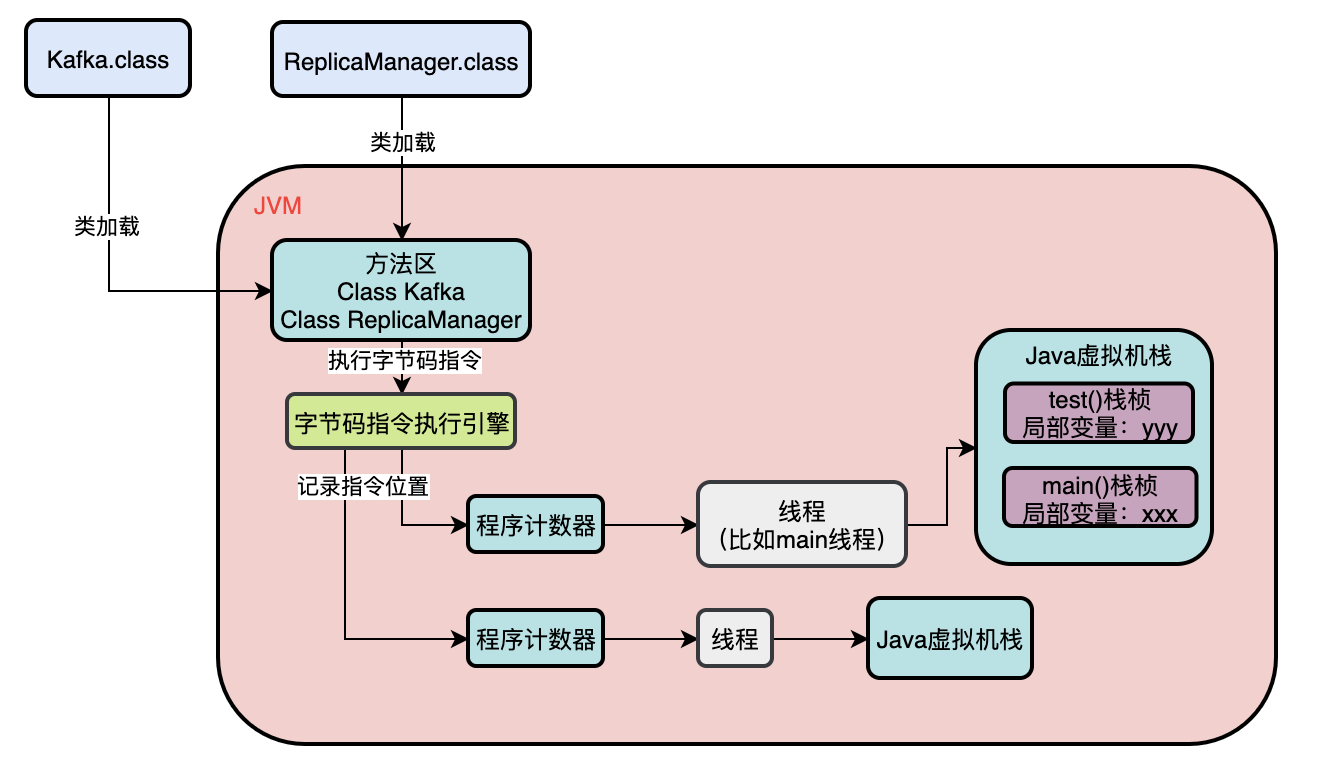 Kafka.class
ReplicaManager.class
类加载
类加载
JVM
方法区
Class Kafka
Class ReplicaManager
执行字节码指令
字节码指令执行引擎
记录指令位置
程序计数器
线程
（比如main线程）
Java虚拟机栈
test()栈桢
局部变量：yyy
main()栈桢
局部变量：xxx
程序计数器
线程
Java虚拟机栈